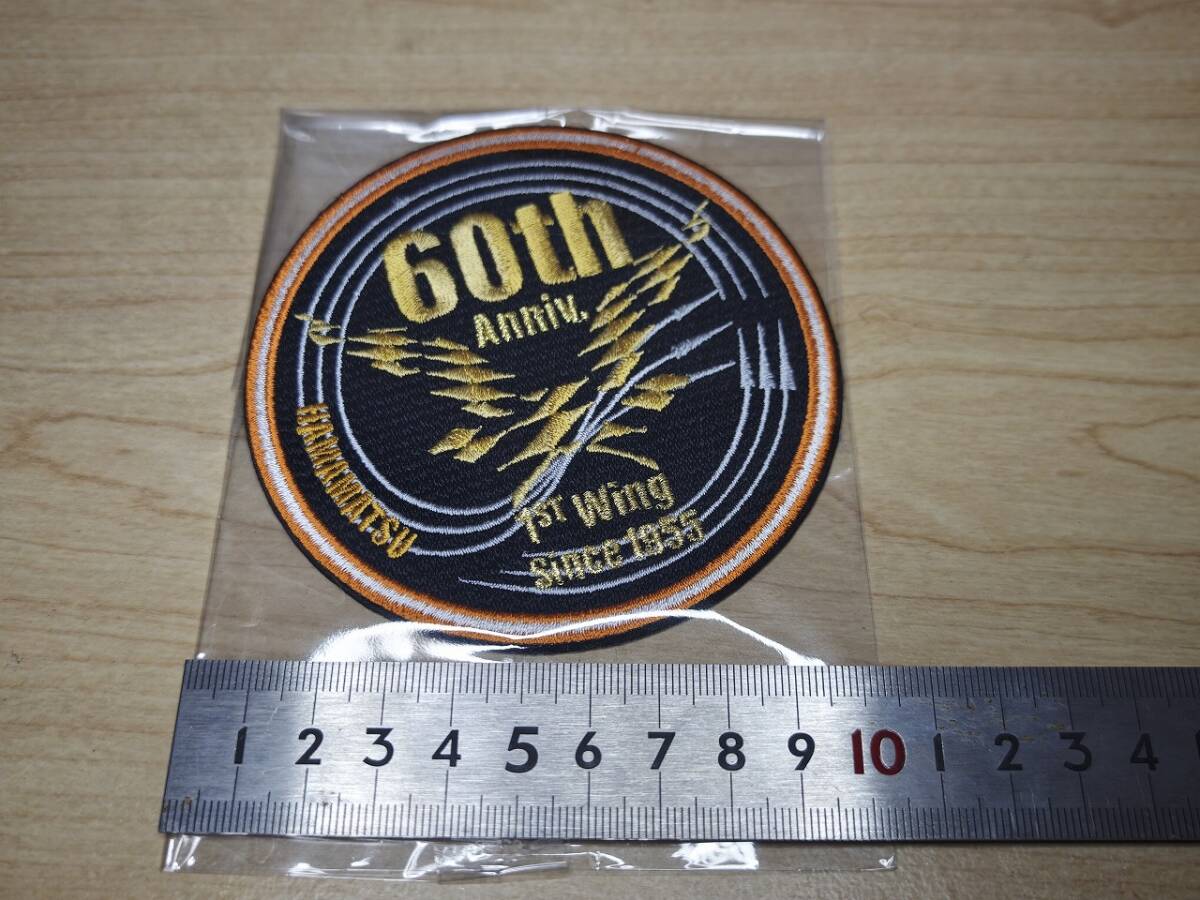 60th
Anniv.
HAMAMATSU
1ST Wing
Since 1955
1 2 3 4 5 6 7 8 9 10 1 2 3 4